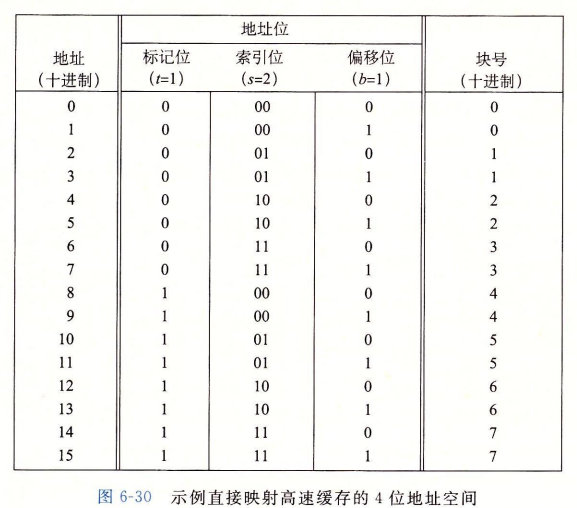 地址位
地址 标记位 索引位 偏移位 块号
（十进制） (t=1) (s=2) (b=1) （十进制）
0 0 00 0 0
1 0 00 1 0
2 0 01 0 1
3 0 01 1 1
4 0 10 0 2
5 0 10 1 2
6 0 11 0 3
7 0 11 1 3
8 1 00 0 4
9 1 00 1 4
10 1 01 0 5
11 1 01 1 5
12 1 10 0 6
13 1 10 1 6
14 1 11 0 7
15 1 11 1 7
图 6-30 示例直接映射高速缓存的 4 位地址空间